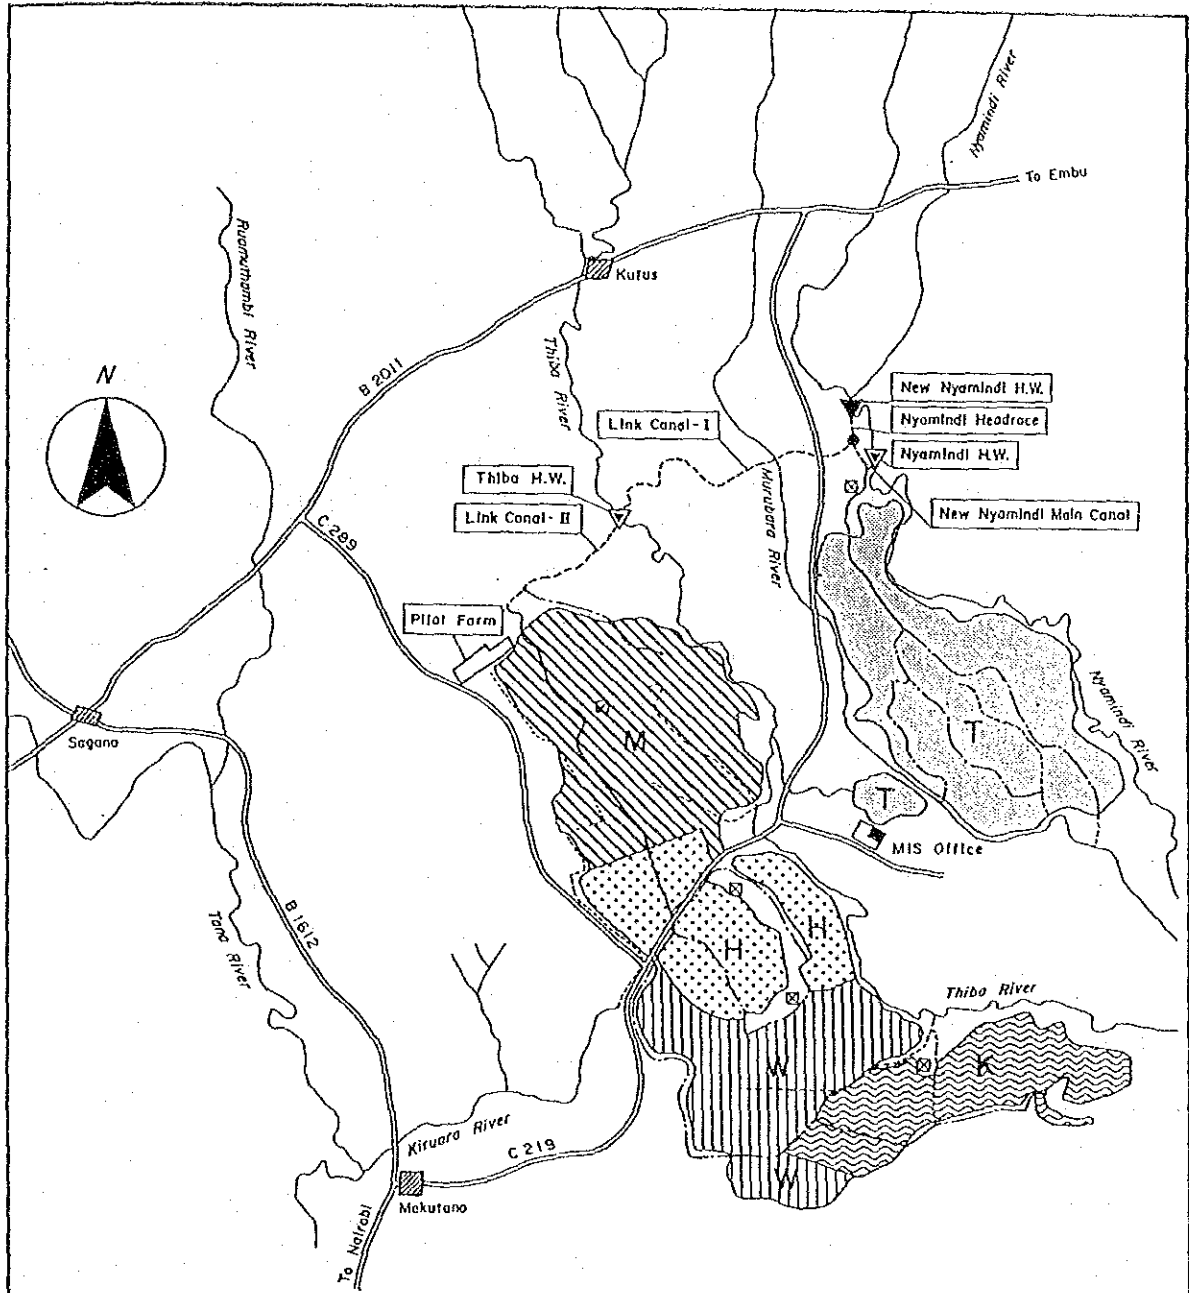 Nyamindi River
To Embu
Ruamuthambi River
Kutus
N
B 2011
Thiba River
New Nyamindi H.W.
Link Canal-I
Nyamindi Headrace
Nyamindi H.W.
Thiba H.W.
Link Canal-II
Murubara River
New Nyamindi Main Canal
C 289
Pilot Farm
Nyamindi River
Sagana
M
T
T
MIS Office
B 1612
Tana River
H
H
Thiba River
W
K
Kiruara River
C 219
W
Makutano
To Nairobi